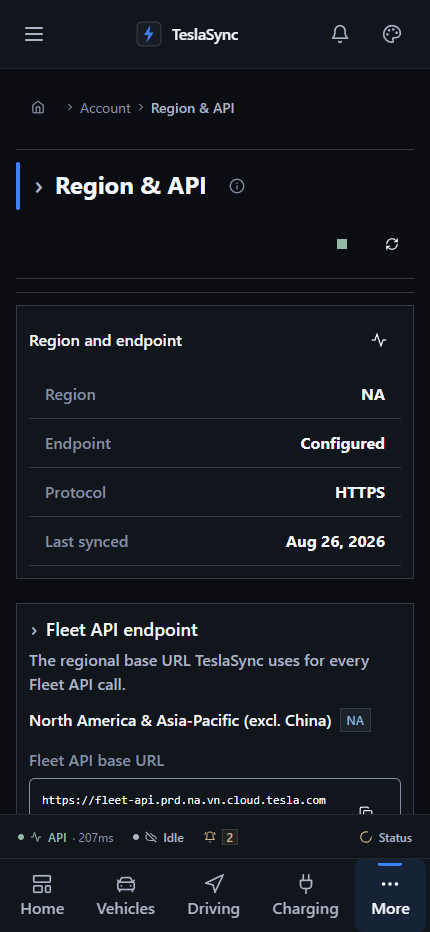 TeslaSync
Account › Region & API
› Region & API
Region and endpoint
Region NA
Endpoint Configured
Protocol HTTPS
Last synced Aug 26, 2026
› Fleet API endpoint
The regional base URL TeslaSync uses for every
Fleet API call.
North America & Asia-Pacific (excl. China) NA
Fleet API base URL
https://fleet-api.prd.na.vn.cloud.tesla.com
API · 207ms Idle 2 Status
Home Vehicles Driving Charging More